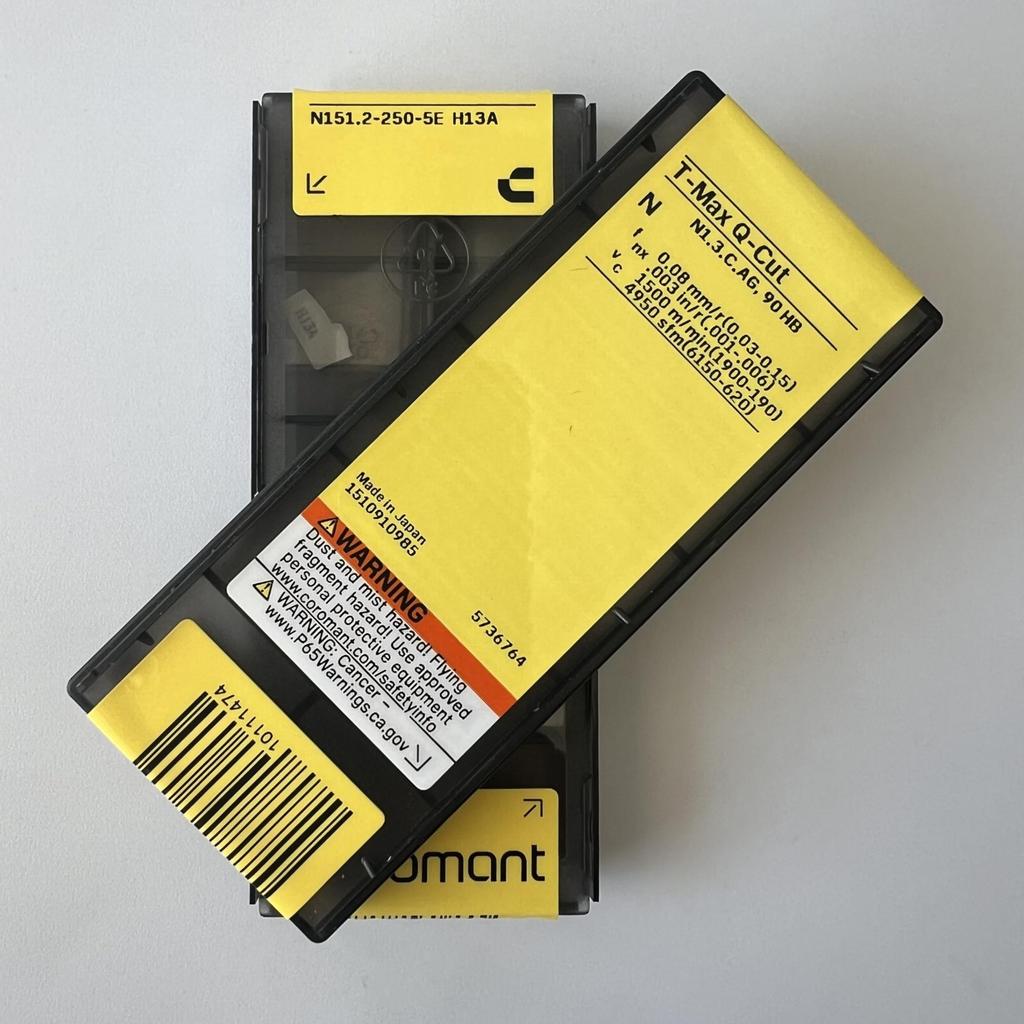 N151.2-250-5E H13A
H13A
T-Max Q-Cut
N N1.3.C.AG, 90 HB
f nx 0.08 mm/r(0.03-0.15)
.003 in/r(.001-.006)
v c 1500 m/min(1900-190)
4950 sfm(6150-620)
Made in Japan
1510910985
5736764
WARNING
Dust and mist hazard! Flying
fragment hazard! Use approved
personal protective equipment
www.coromant.com/safetyinfo
WARNING: Cancer –
www.P65Warnings.ca.gov
10111474
omant